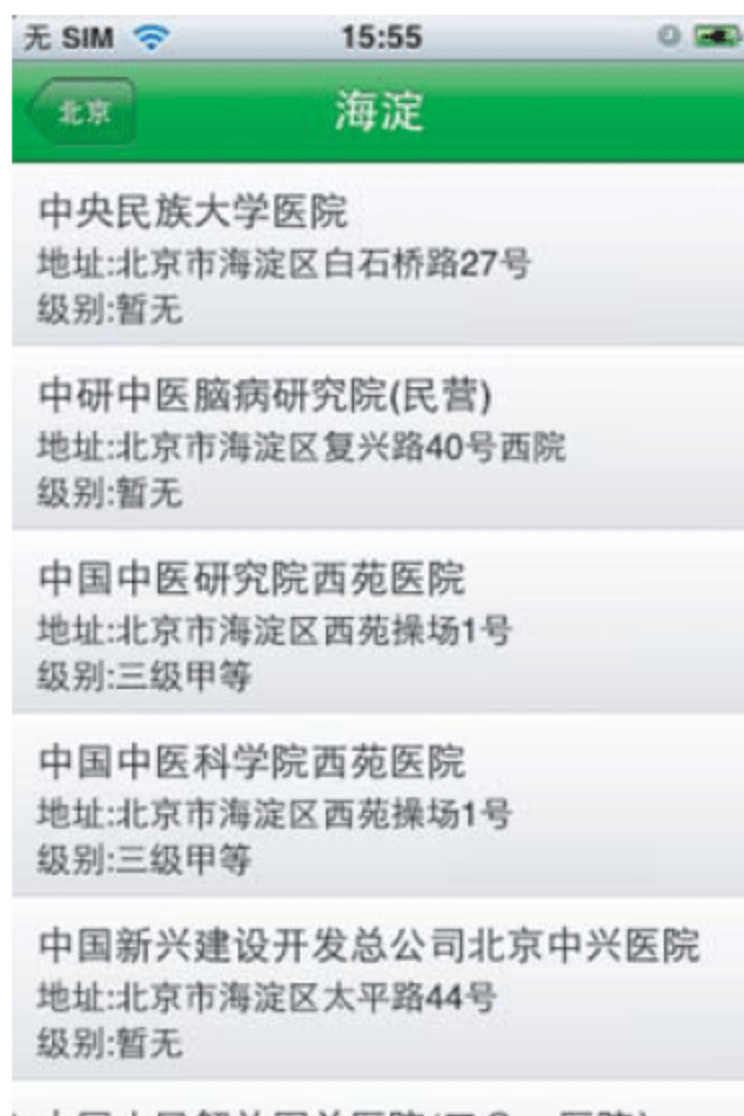 无 SIM 15:55
北京 海淀
中央民族大学医院
地址:北京市海淀区白石桥路27号
级别:暂无
中研中医脑病研究院(民营)
地址:北京市海淀区复兴路40号西院
级别:暂无
中国中医研究院西苑医院
地址:北京市海淀区西苑操场1号
级别:三级甲等
中国中医科学院西苑医院
地址:北京市海淀区西苑操场1号
级别:三级甲等
中国新兴建设开发总公司北京中兴医院
地址:北京市海淀区太平路44号
级别:暂无